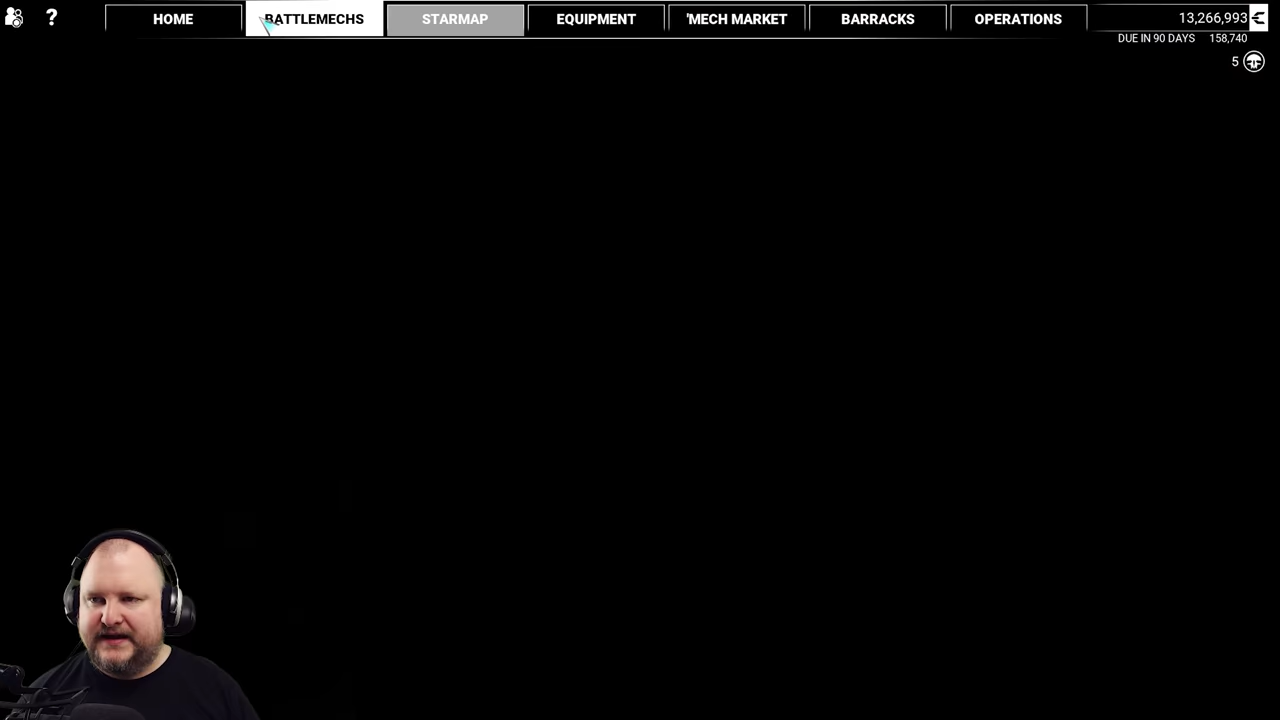 ?
HOME
BATTLEMECHS
STARMAP
EQUIPMENT
'MECH MARKET
BARRACKS
OPERATIONS
13,266,993
DUE IN 90 DAYS 158,740
5